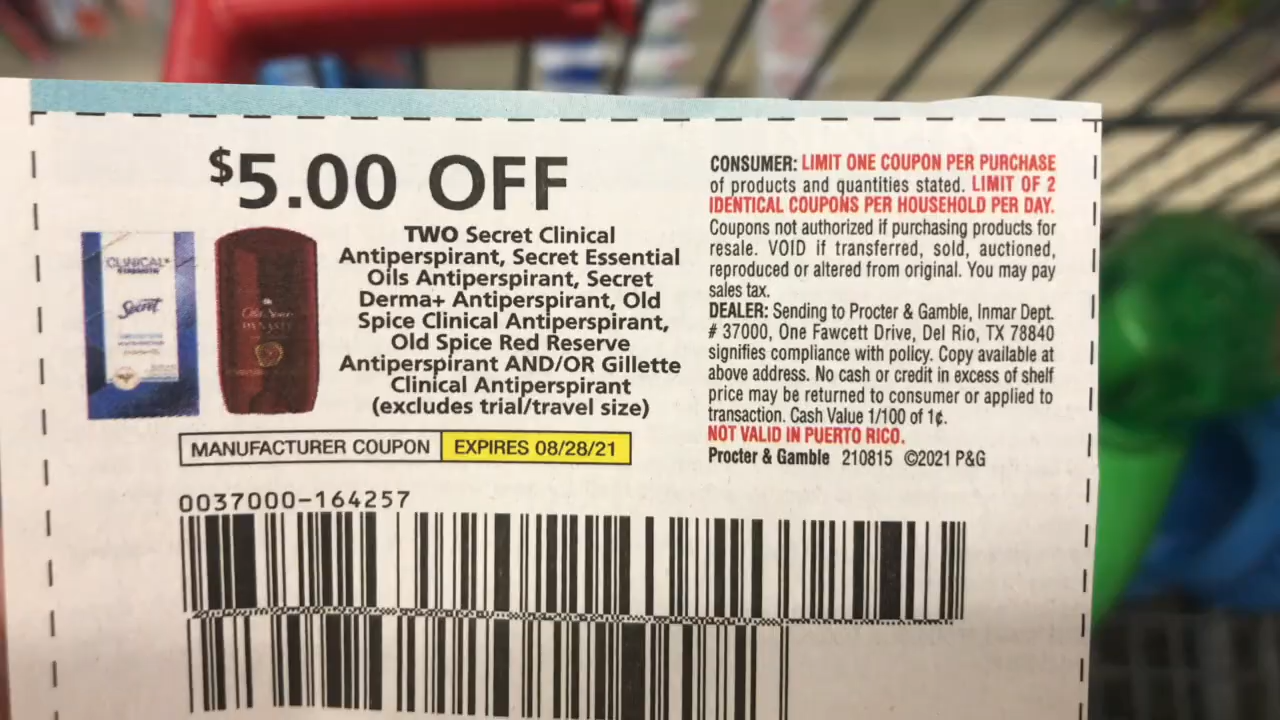 $5.00 OFF
TWO Secret Clinical
Antiperspirant, Secret Essential
Oils Antiperspirant, Secret
Derma+ Antiperspirant, Old
Spice Clinical Antiperspirant,
Old Spice Red Reserve
Antiperspirant AND/OR Gillette
Clinical Antiperspirant
(excludes trial/travel size)
CLINICAL
STRENGTH
Secret
Old Spice
DYNASTY
MANUFACTURER COUPON EXPIRES 08/28/21
0037000-164257
CONSUMER: LIMIT ONE COUPON PER PURCHASE
of products and quantities stated. LIMIT OF 2
IDENTICAL COUPONS PER HOUSEHOLD PER DAY.
Coupons not authorized if purchasing products for
resale. VOID if transferred, sold, auctioned,
reproduced or altered from original. You may pay
sales tax.
DEALER: Sending to Procter & Gamble, Inmar Dept.
# 37000, One Fawcett Drive, Del Rio, TX 78840
signifies compliance with policy. Copy available at
above address. No cash or credit in excess of shelf
price may be returned to consumer or applied to
transaction. Cash Value 1/100 of 1¢.
NOT VALID IN PUERTO RICO.
Procter & Gamble 210815 ©2021 P&G